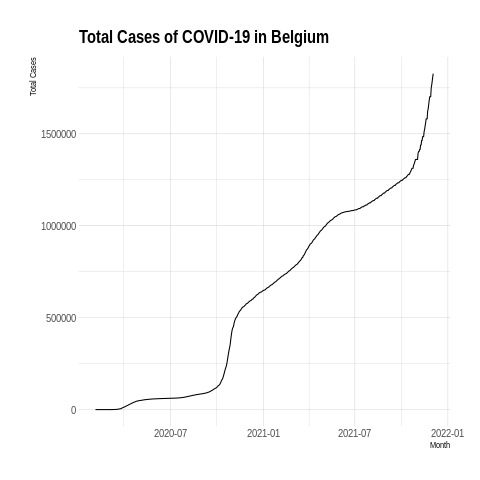 Total Cases of COVID-19 in Belgium
Total Cases
1500000
1000000
500000
0
2020-07 2021-01 2021-07 2022-01
Month